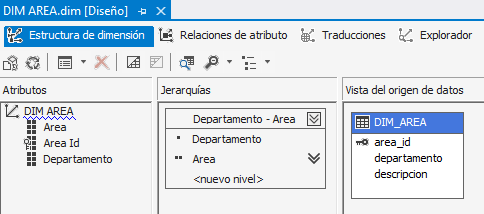 DIM AREA.dim [Diseño]
Estructura de dimensión
Relaciones de atributo
Traducciones
Explorador
Atributos
DIM AREA
Area
Area Id
Departamento
Jerarquías
Departamento - Area
Departamento
Area
<nuevo nivel>
Vista del origen de datos
DIM_AREA
area_id
departamento
descripcion